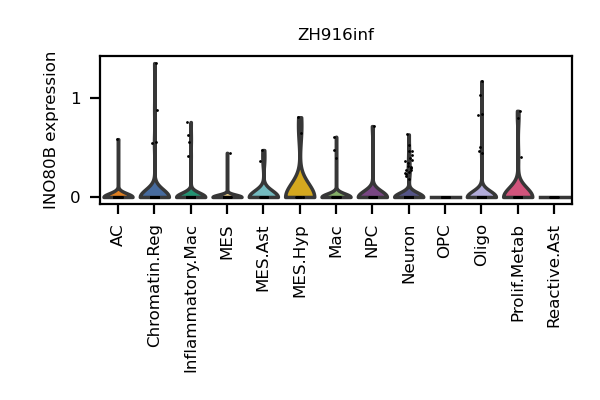 ZH916inf
INO80B expression
1
0
AC
Chromatin.Reg
Inflammatory.Mac
MES
MES.Ast
MES.Hyp
Mac
NPC
Neuron
OPC
Oligo
Prolif.Metab
Reactive.Ast